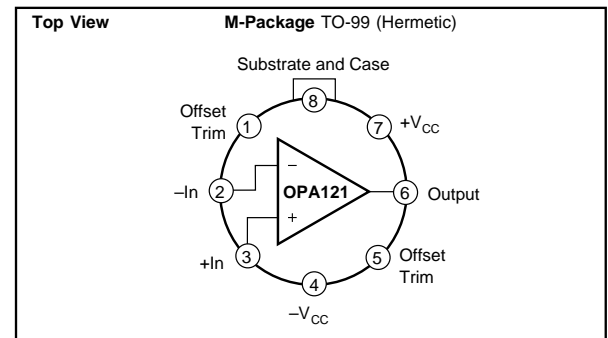 Top View M-Package TO-99 (Hermetic)
Substrate and Case
8
Offset
Trim
1
7
+VCC
–In
2
–
OPA121
6
Output
+
+In
3
5
Offset
Trim
4
–VCC